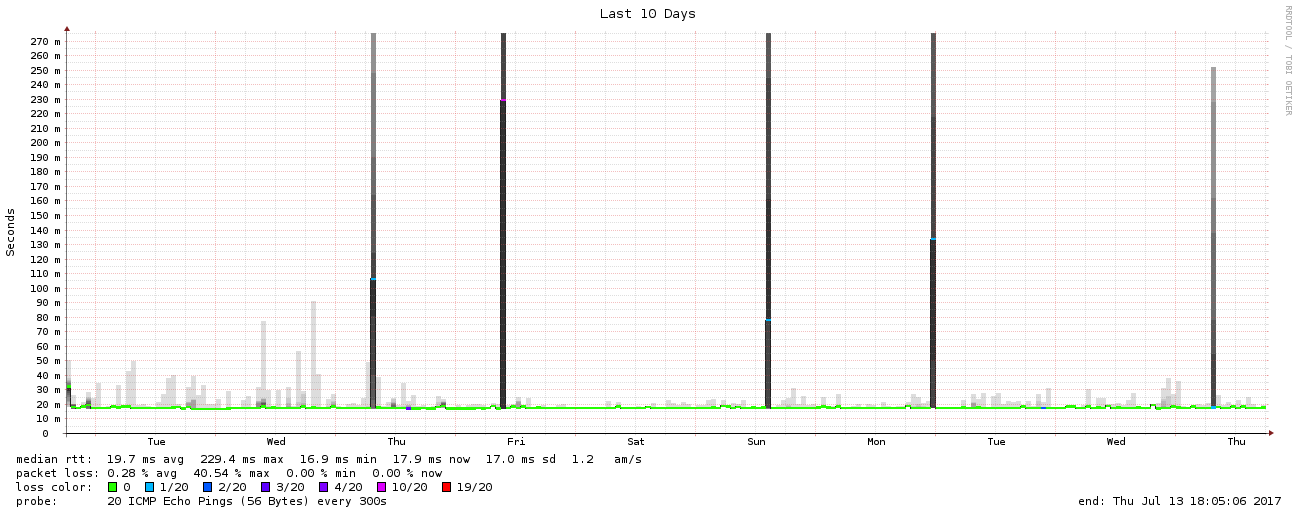 Last 10 Days
RRDTOOL / TOBI OETIKER
Seconds
270 m
260 m
250 m
240 m
230 m
220 m
210 m
200 m
190 m
180 m
170 m
160 m
150 m
140 m
130 m
120 m
110 m
100 m
90 m
80 m
70 m
60 m
50 m
40 m
30 m
20 m
10 m
0
Tue Wed Thu Fri Sat Sun Mon Tue Wed Thu
median rtt: 19.7 ms avg 229.4 ms max 16.9 ms min 17.9 ms now 17.0 ms sd 1.2 am/s
packet loss: 0.28 % avg 40.54 % max 0.00 % min 0.00 % now
loss color: 0 1/20 2/20 3/20 4/20 10/20 19/20
probe: 20 ICMP Echo Pings (56 Bytes) every 300s end: Thu Jul 13 18:05:06 2017